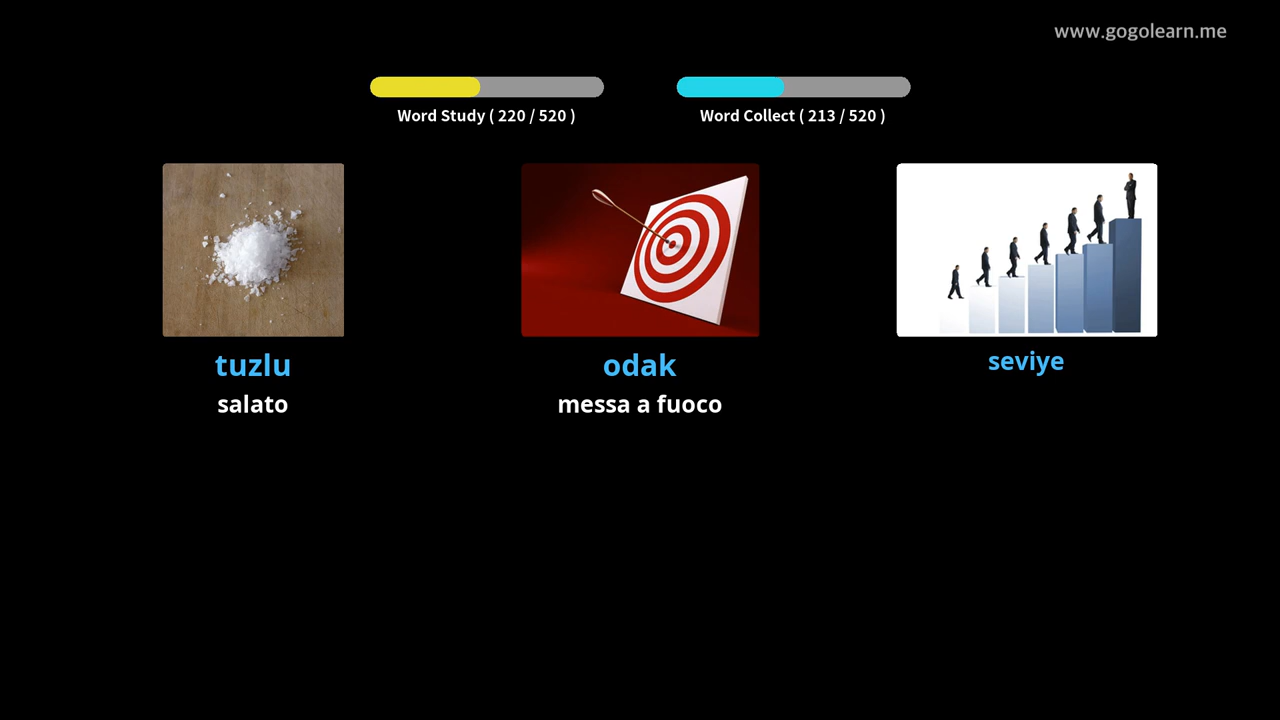 www.gogolearn.me
Word Study ( 220 / 520 )
Word Collect ( 213 / 520 )
tuzlu
salato
odak
messa a fuoco
seviye